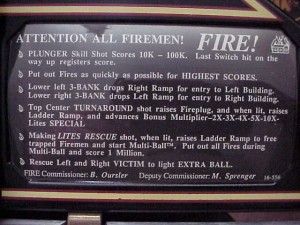 ATTENTION ALL FIREMEN! FIRE!
PLUNGER Skill Shot Scores 10K - 100K. Last Switch hit on the
way up registers score.
Put out Fires as quickly as possible for HIGHEST SCORES.
Lower left 3-BANK drops Right Ramp for entry to Left Building.
Lower right 3-BANK drops Left Ramp for entry to Right Building.
Top Center TURNAROUND shot raises Fireplug, and when lit, raises
Ladder Ramp, and advances Bonus Multiplier–2X-3X-4X-5X-10X-
Lites SPECIAL
Making LITES RESCUE shot, when lit, raises Ladder Ramp to free
trapped Firemen and start Multi-Ball™. Put out all Fires during
Multi-Ball and score 1 Million.
Rescue Left and Right VICTIM to light EXTRA BALL.
FIRE Commissioner: B. Oursler Deputy Commissioner: M. Sprenger
16-556